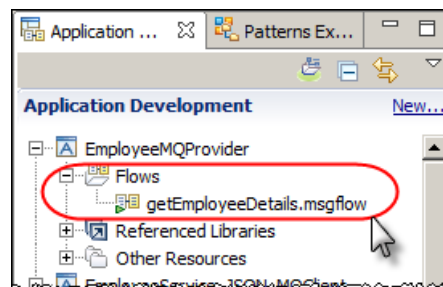 Application ... Patterns Ex...
Application Development New...
EmployeeMQProvider
Flows
getEmployeeDetails.msgflow
Referenced Libraries
Other Resources